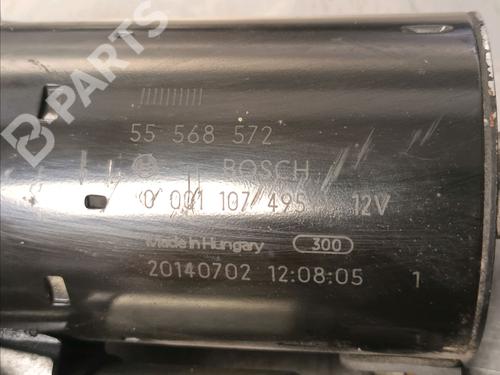 B-PARTS
55 568 572
BOSCH
0 001 107 495 12V
Made in Hungary 300
20140702 12:08:05 1